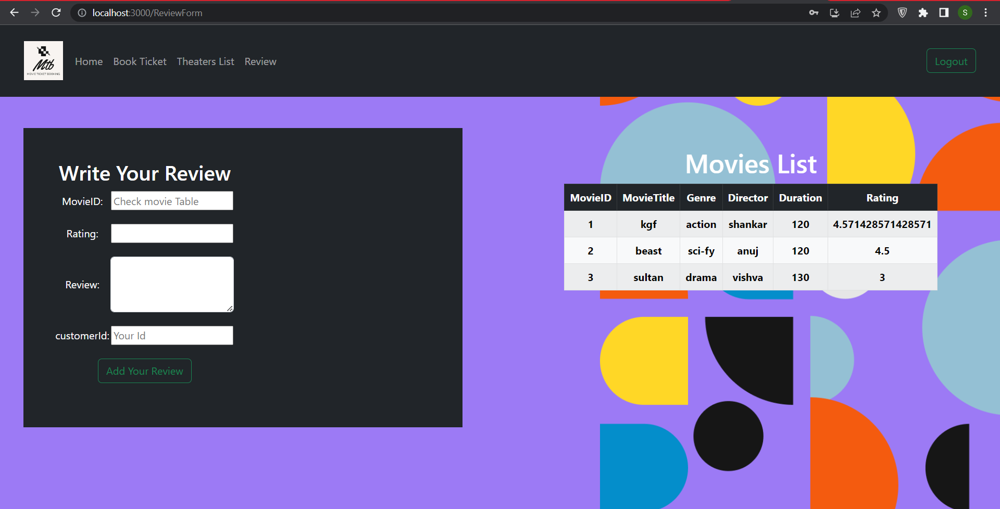 localhost:3000/ReviewForm
S
Mtb
MOVIE TICKET BOOKING
Home Book Ticket Theaters List Review
Logout
Write Your Review
MovieID: Check movie Table
Rating:
Review:
customerId: Your Id
Add Your Review
Movies List
MovieID MovieTitle Genre Director Duration Rating
1 kgf action shankar 120 4.571428571428571
2 beast sci-fy anuj 120 4.5
3 sultan drama vishva 130 3